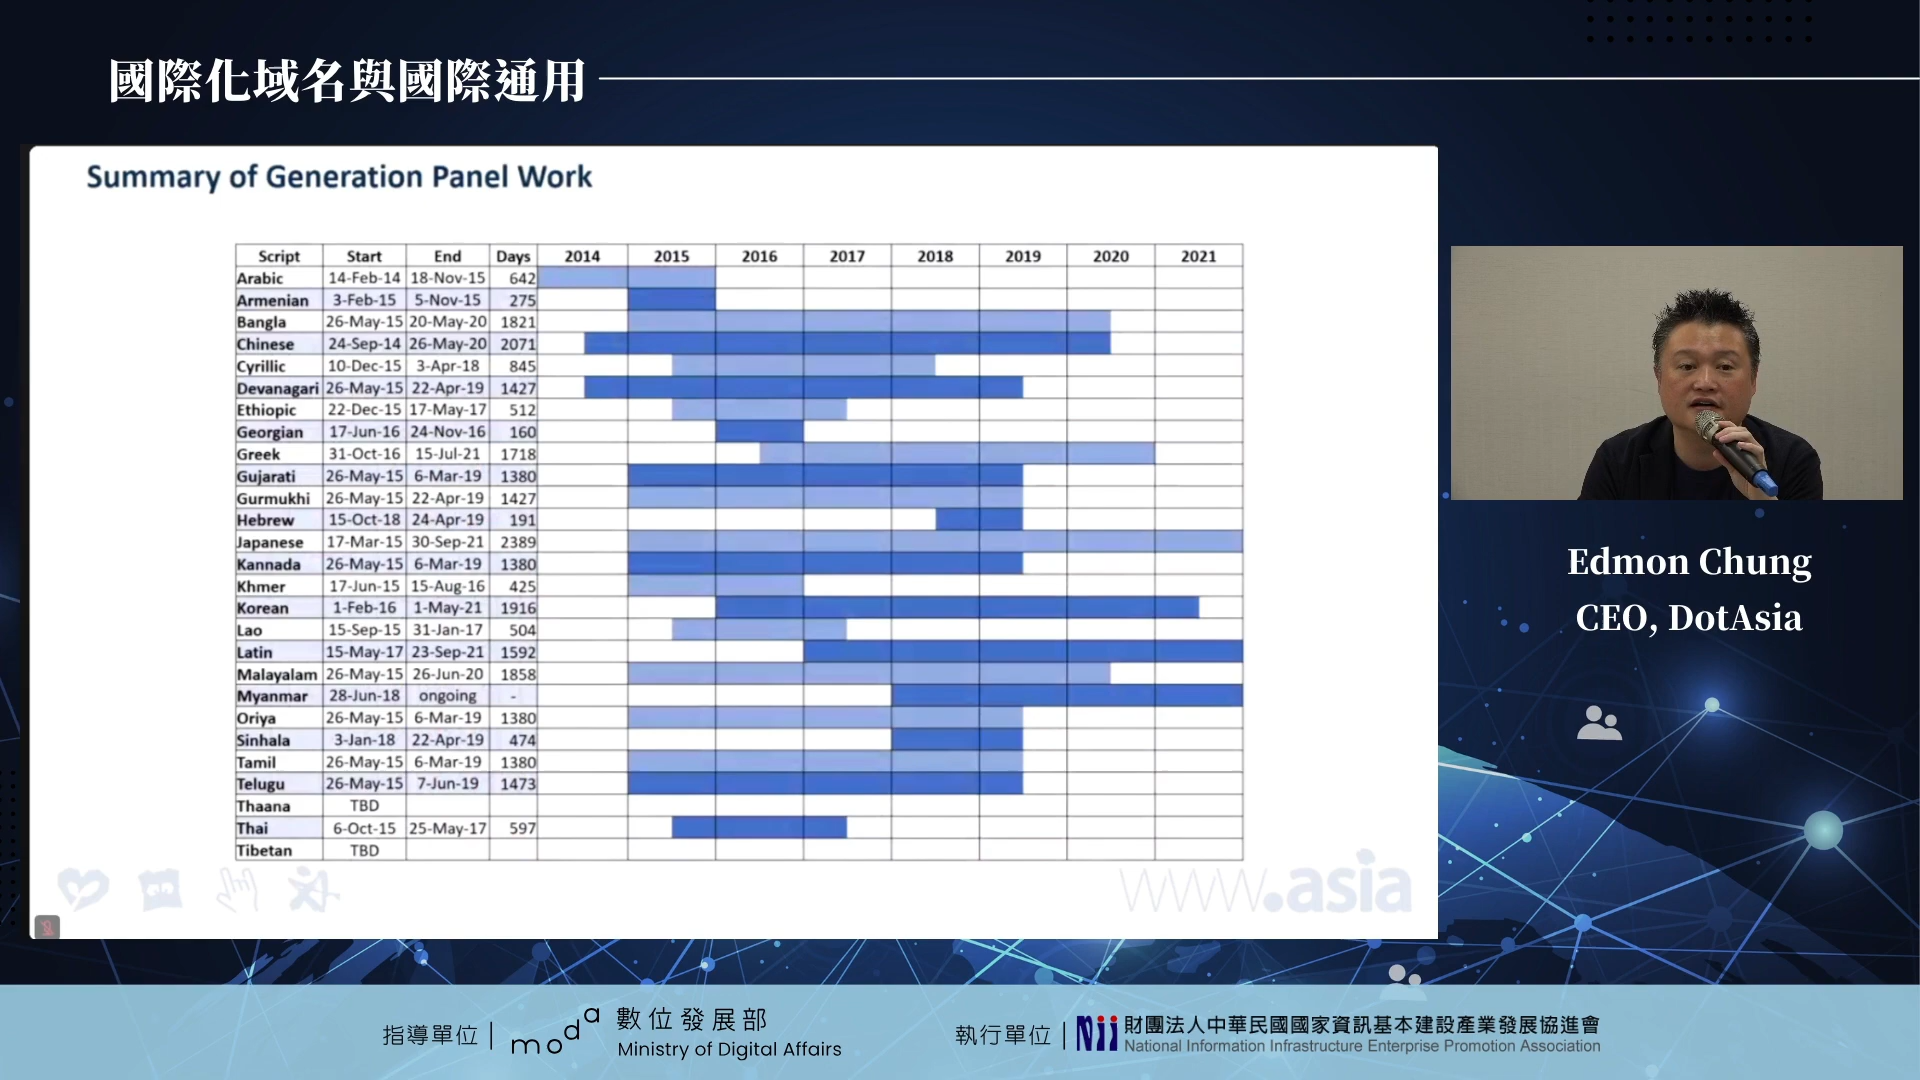 國際化域名與國際通用
Summary of Generation Panel Work
Script Start End Days 2014 2015 2016 2017 2018 2019 2020 2021
Arabic 14-Feb-14 18-Nov-15 642
Armenian 3-Feb-15 5-Nov-15 275
Bangla 26-May-15 20-May-20 1821
Chinese 24-Sep-14 26-May-20 2071
Cyrillic 10-Dec-15 3-Apr-18 845
Devanagari 26-May-15 22-Apr-19 1427
Ethiopic 22-Dec-15 17-May-17 512
Georgian 17-Jun-16 24-Nov-16 160
Greek 31-Oct-16 15-Jul-21 1718
Gujarati 26-May-15 6-Mar-19 1380
Gurmukhi 26-May-15 22-Apr-19 1427
Hebrew 15-Oct-18 24-Apr-19 191
Japanese 17-Mar-15 30-Sep-21 2389
Kannada 26-May-15 6-Mar-19 1380
Khmer 17-Jun-15 15-Aug-16 425
Korean 1-Feb-16 1-May-21 1916
Lao 15-Sep-15 31-Jan-17 504
Latin 15-May-17 23-Sep-21 1592
Malayalam 26-May-15 26-Jun-20 1858
Myanmar 28-Jun-18 ongoing -
Oriya 26-May-15 6-Mar-19 1380
Sinhala 3-Jan-18 22-Apr-19 474
Tamil 26-May-15 6-Mar-19 1380
Telugu 26-May-15 7-Jun-19 1473
Thaana TBD
Thai 6-Oct-15 25-May-17 597
Tibetan TBD
www.asia
Edmon Chung
CEO, DotAsia
指導單位 | moda 數位發展部
Ministry of Digital Affairs
執行單位 | NII 財團法人中華民國國家資訊基本建設產業發展協進會
National Information Infrastructure Enterprise Promotion Association